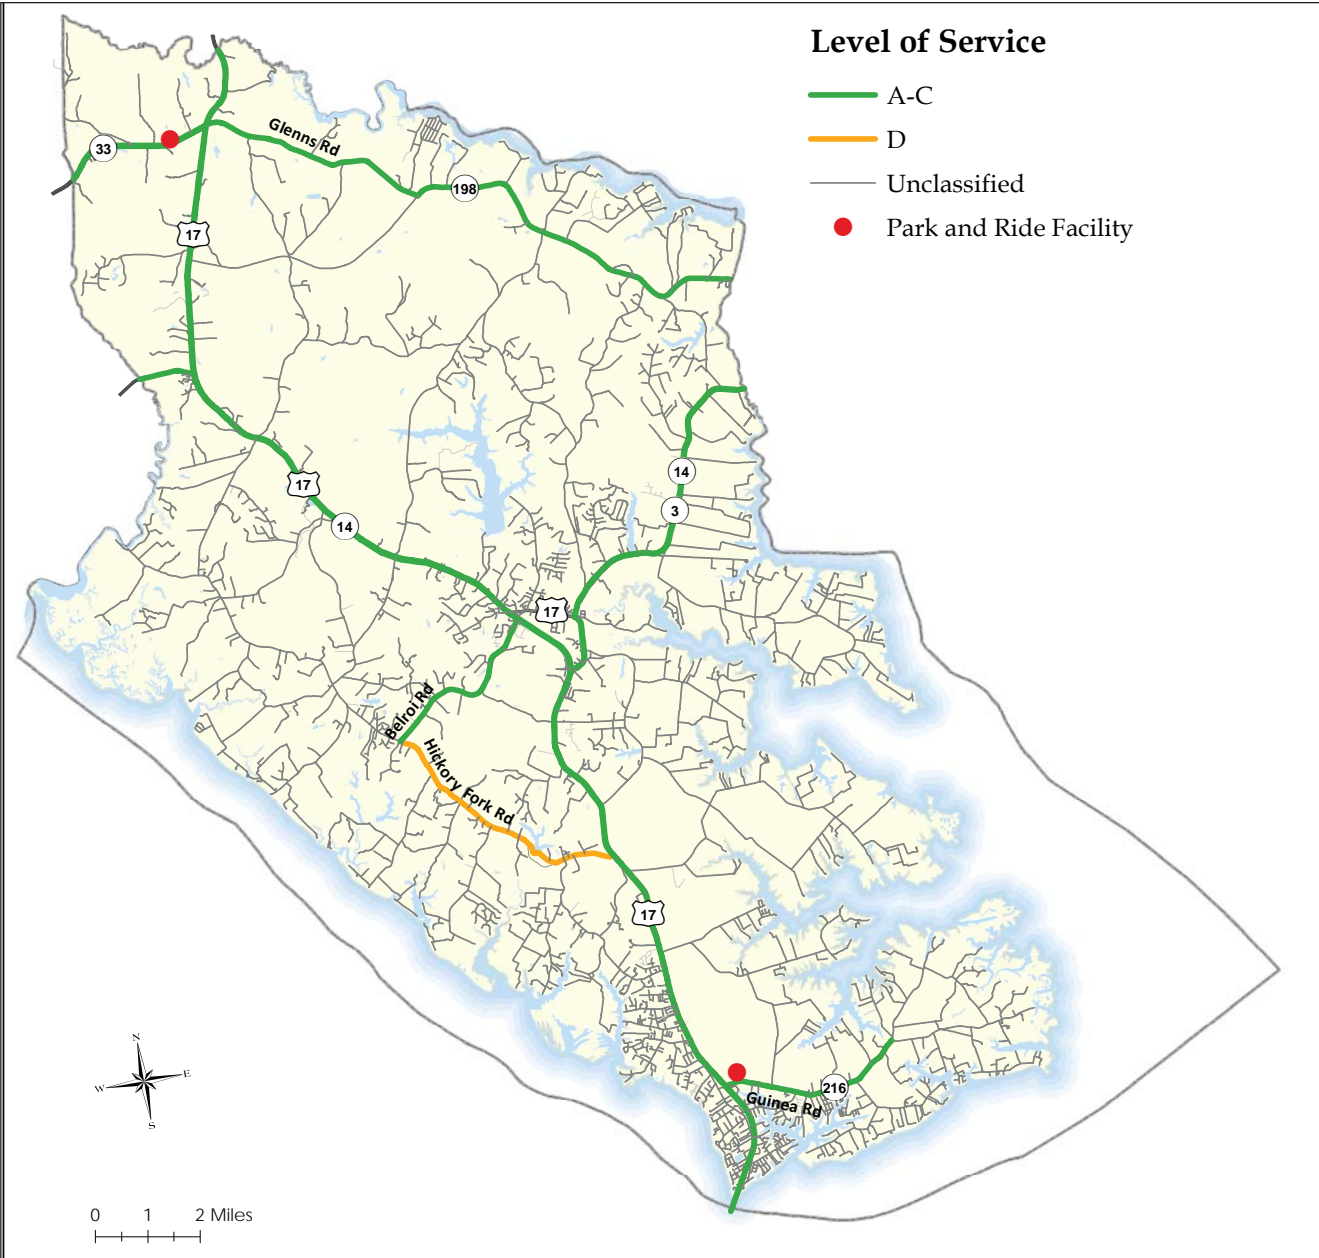 Level of Service
A-C
D
Unclassified
Park and Ride Facility
Glenns Rd
33
198
17
17
14
14
3
17
Belroi Rd
Hickory Fork Rd
17
216
Guinea Rd
N
W E
S
0 1 2 Miles